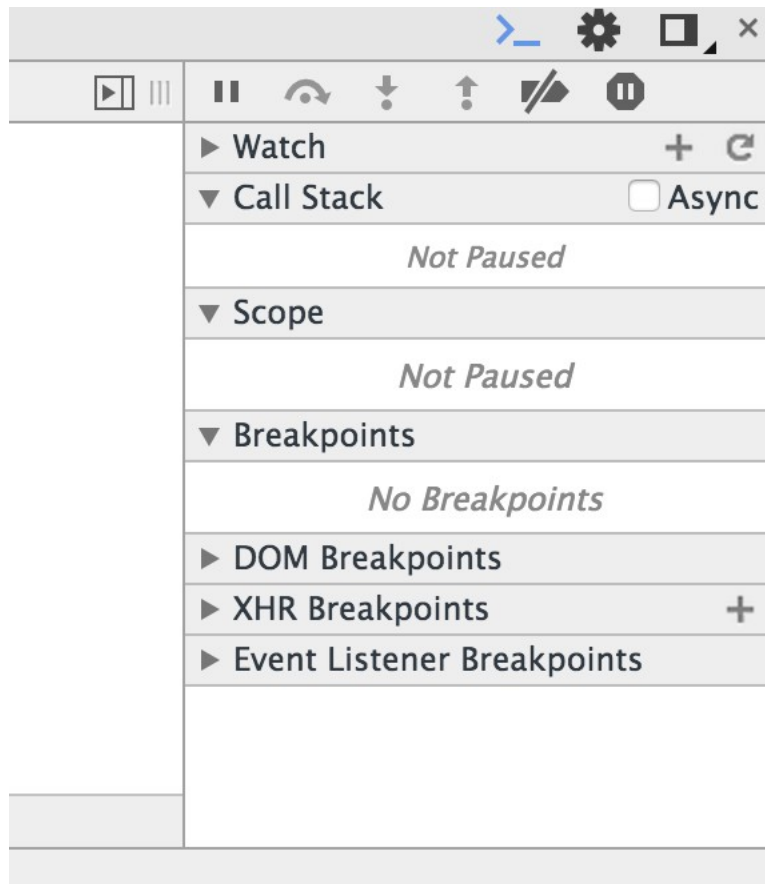 Watch
Call Stack Async
Not Paused
Scope
Not Paused
Breakpoints
No Breakpoints
DOM Breakpoints
XHR Breakpoints
Event Listener Breakpoints